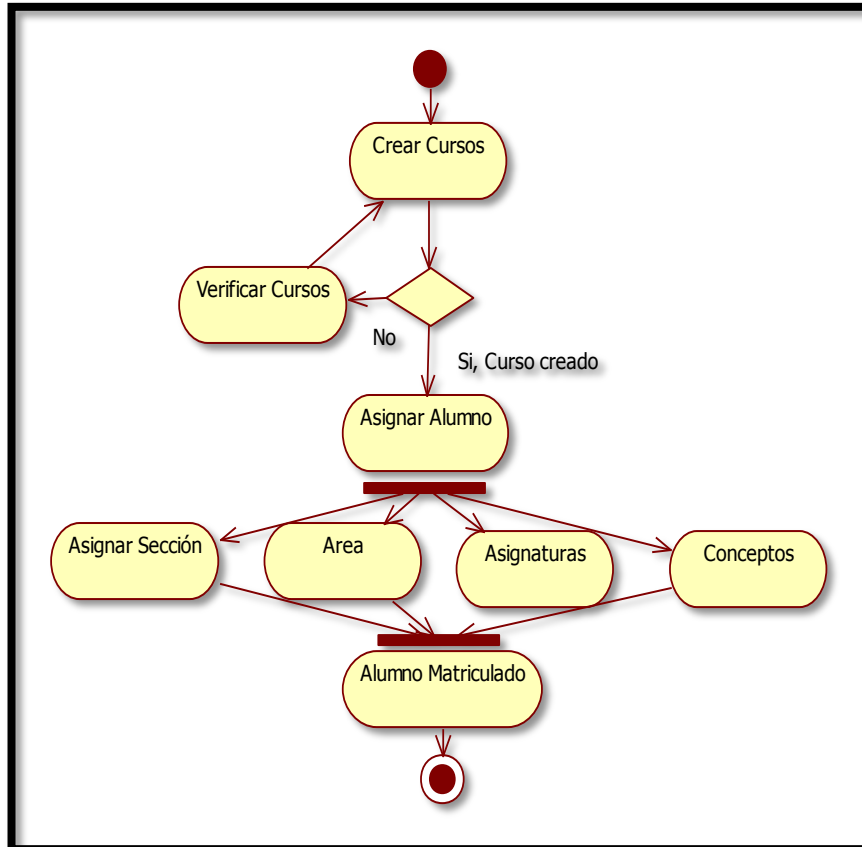 Crear Cursos
Verificar Cursos
No
Si, Curso creado
Asignar Alumno
Asignar Sección
Area
Asignaturas
Conceptos
Alumno Matriculado